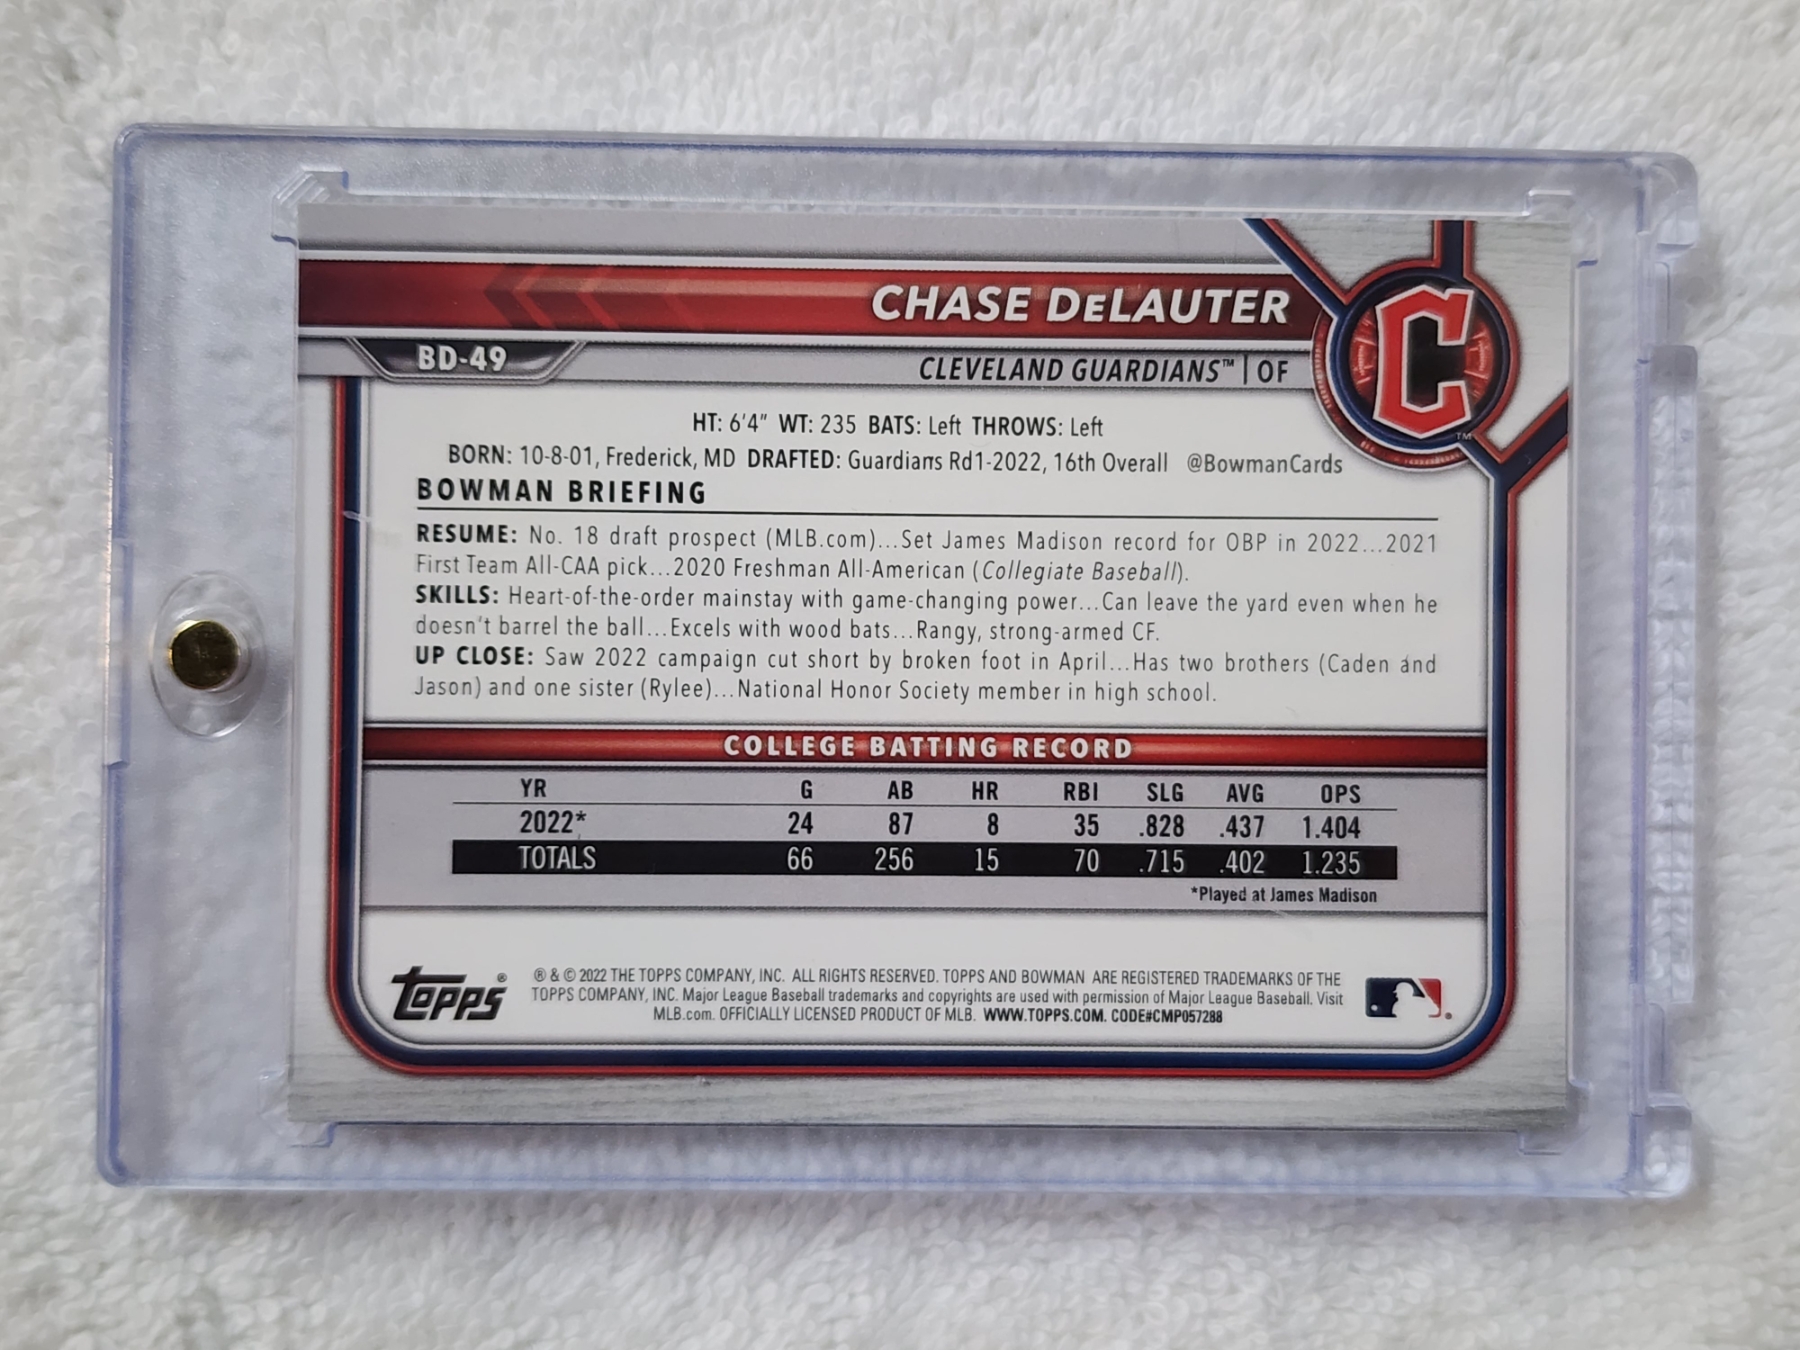 CHASE DeLAUTER
BD-49
CLEVELAND GUARDIANS™ | OF
C
™
HT: 6'4" WT: 235 BATS: Left THROWS: Left
BORN: 10-8-01, Frederick, MD DRAFTED: Guardians Rd1-2022, 16th Overall @BowmanCards
BOWMAN BRIEFING
RESUME: No. 18 draft prospect (MLB.com)...Set James Madison record for OBP in 2022...2021
First Team All-CAA pick...2020 Freshman All-American (Collegiate Baseball).
SKILLS: Heart-of-the-order mainstay with game-changing power...Can leave the yard even when he
doesn't barrel the ball...Excels with wood bats...Rangy, strong-armed CF.
UP CLOSE: Saw 2022 campaign cut short by broken foot in April...Has two brothers (Caden and
Jason) and one sister (Rylee)...National Honor Society member in high school.
COLLEGE BATTING RECORD
YR G AB HR RBI SLG AVG OPS
2022* 24 87 8 35 .828 .437 1.404
TOTALS 66 256 15 70 .715 .402 1.235
*Played at James Madison
topps®
® & © 2022 THE TOPPS COMPANY, INC. ALL RIGHTS RESERVED. TOPPS AND BOWMAN ARE REGISTERED TRADEMARKS OF THE
TOPPS COMPANY, INC. Major League Baseball trademarks and copyrights are used with permission of Major League Baseball. Visit
MLB.com. OFFICIALLY LICENSED PRODUCT OF MLB. WWW.TOPPS.COM. CODE#CMP057288